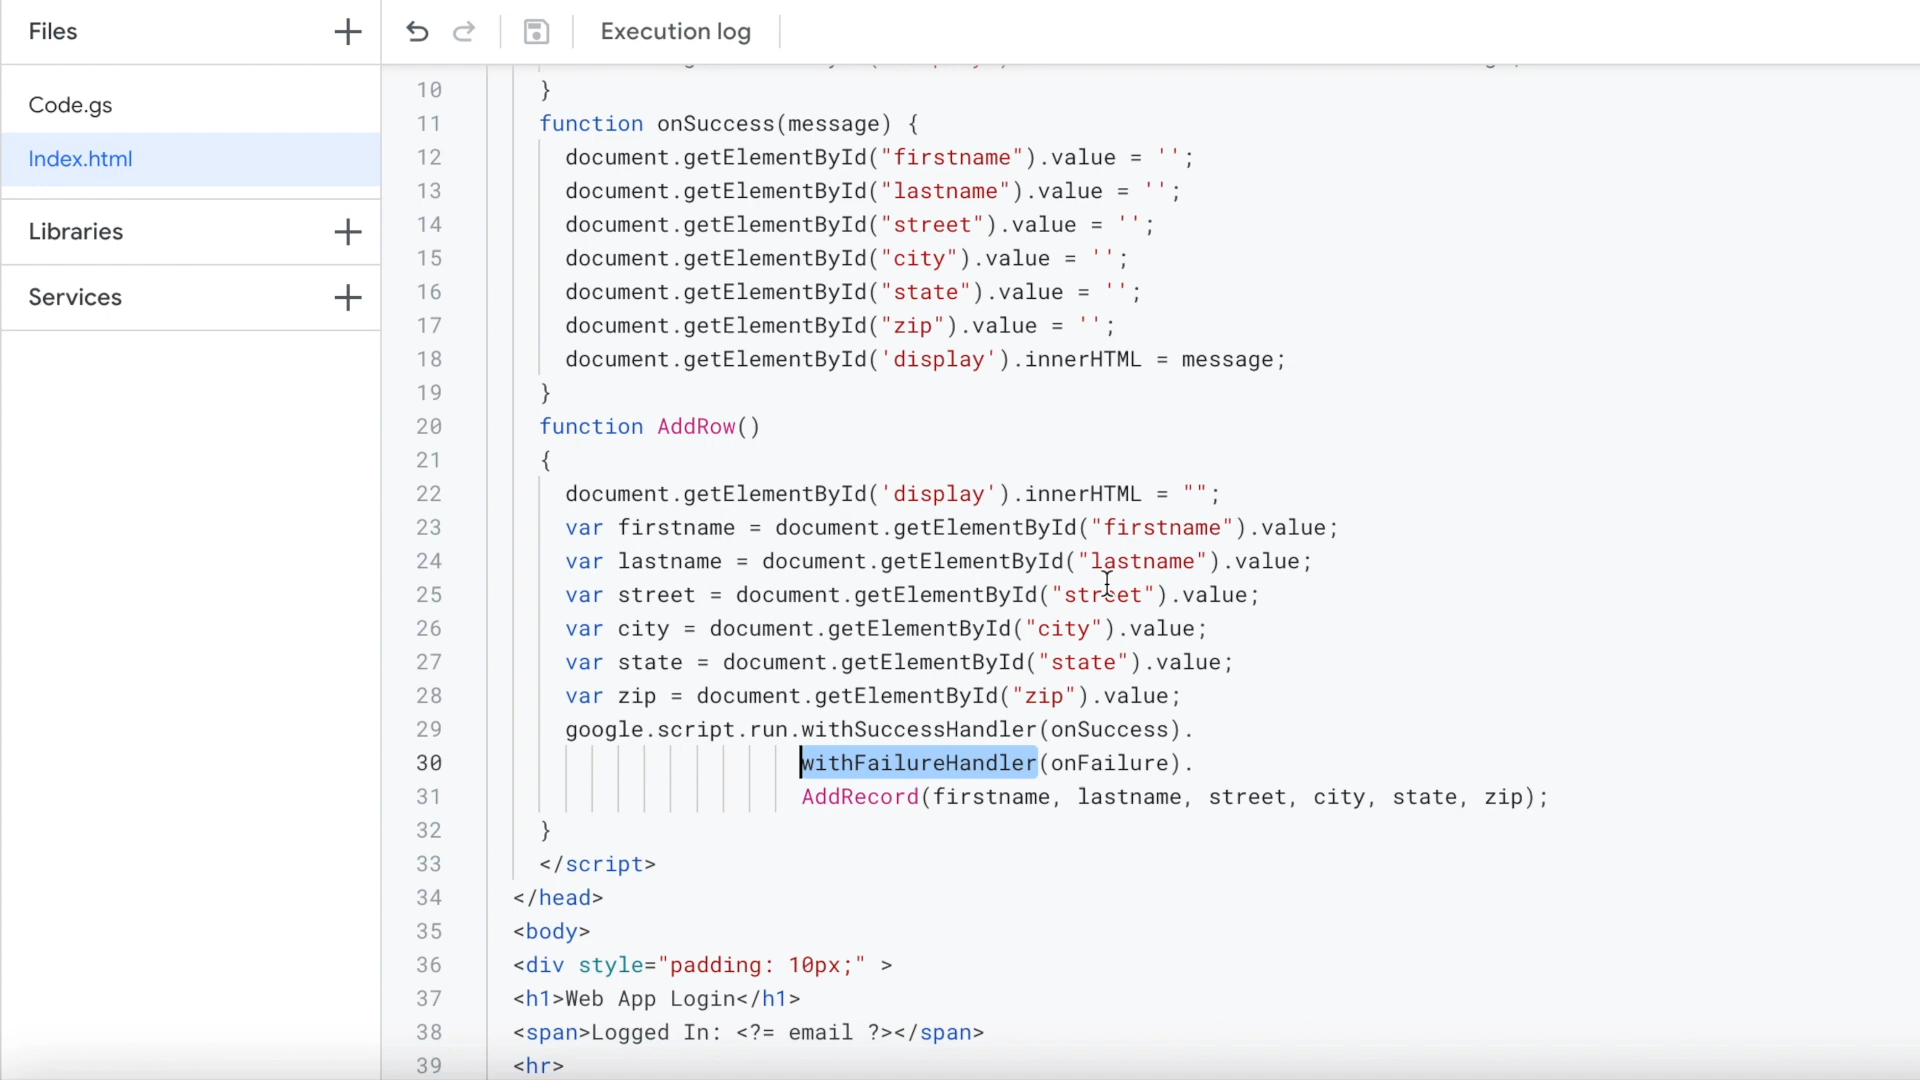 Files
Execution log
Code.gs
Index.html
Libraries
Services
10 }
11 function onSuccess(message) {
12 document.getElementById("firstname").value = '';
13 document.getElementById("lastname").value = '';
14 document.getElementById("street").value = '';
15 document.getElementById("city").value = '';
16 document.getElementById("state").value = '';
17 document.getElementById("zip").value = '';
18 document.getElementById('display').innerHTML = message;
19 }
20 function AddRow()
21 {
22 document.getElementById('display').innerHTML = "";
23 var firstname = document.getElementById("firstname").value;
24 var lastname = document.getElementById("lastname").value;
25 var street = document.getElementById("street").value;
26 var city = document.getElementById("city").value;
27 var state = document.getElementById("state").value;
28 var zip = document.getElementById("zip").value;
29 google.script.run.withSuccessHandler(onSuccess).
30 withFailureHandler(onFailure).
31 AddRecord(firstname, lastname, street, city, state, zip);
32 }
33 </script>
34 </head>
35 <body>
36 <div style="padding: 10px;" >
37 <h1>Web App Login</h1>
38 <span>Logged In: <?= email ?></span>
39 <hr>